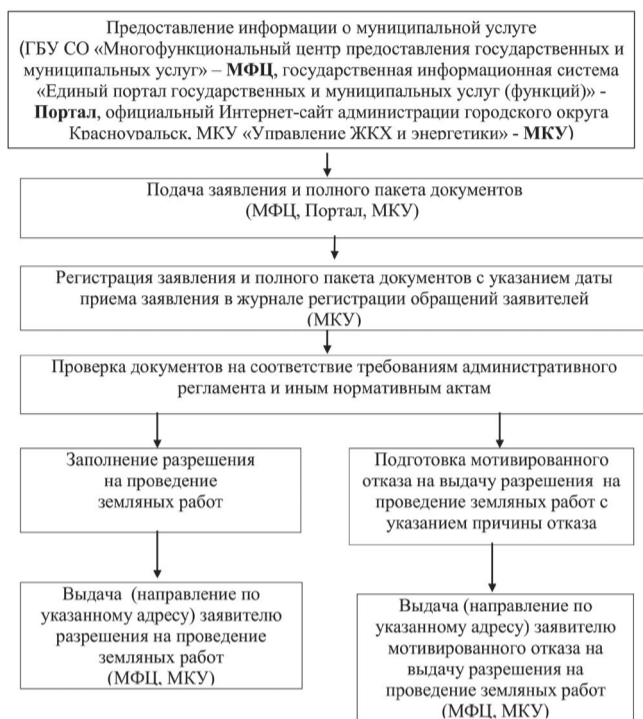 Предоставление информации о муниципальной услуге
(ГБУ СО «Многофункциональный центр предоставления государственных и
муниципальных услуг» – МФЦ, государственная информационная система
«Единый портал государственных и муниципальных услуг (функций)» -
Портал, официальный Интернет-сайт администрации городского округа
Красноуральск, МКУ «Управление ЖКХ и энергетики» - МКУ)
Подача заявления и полного пакета документов
(МФЦ, Портал, МКУ)
Регистрация заявления и полного пакета документов с указанием даты
приема заявления в журнале регистрации обращений заявителей
(МКУ)
Проверка документов на соответствие требованиям административного
регламента и иным нормативным актам
Заполнение разрешения
на проведение
земляных работ
Подготовка мотивированного
отказа на выдачу разрешения на
проведение земляных работ с
указанием причины отказа
Выдача (направление по
указанному адресу) заявителю
разрешения на проведение
земляных работ
(МФЦ, МКУ)
Выдача (направление по
указанному адресу) заявителю
мотивированного отказа на
выдачу разрешения на
проведение земляных работ
(МФЦ, МКУ)